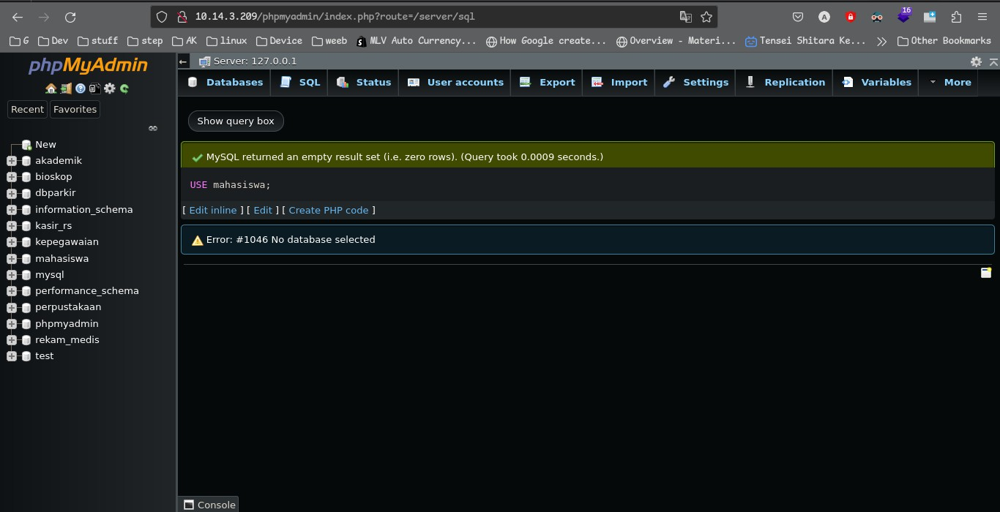 10.14.3.209/phpmyadmin/index.php?route=/server/sql
16
G Dev stuff step AK linux Device weeb MLV Auto Currency... How Google create... Overview - Materi... Tensei Shitara Ke... Other Bookmarks
phpMyAdmin
Server: 127.0.0.1
Databases SQL Status User accounts Export Import Settings Replication Variables More
Recent Favorites
Show query box
New
akademik
bioskop
dbparkir
information_schema
kasir_rs
kepegawaian
mahasiswa
mysql
performance_schema
perpustakaan
phpmyadmin
rekam_medis
test
MySQL returned an empty result set (i.e. zero rows). (Query took 0.0009 seconds.)
USE mahasiswa;
[ Edit inline ] [ Edit ] [ Create PHP code ]
Error: #1046 No database selected
Console